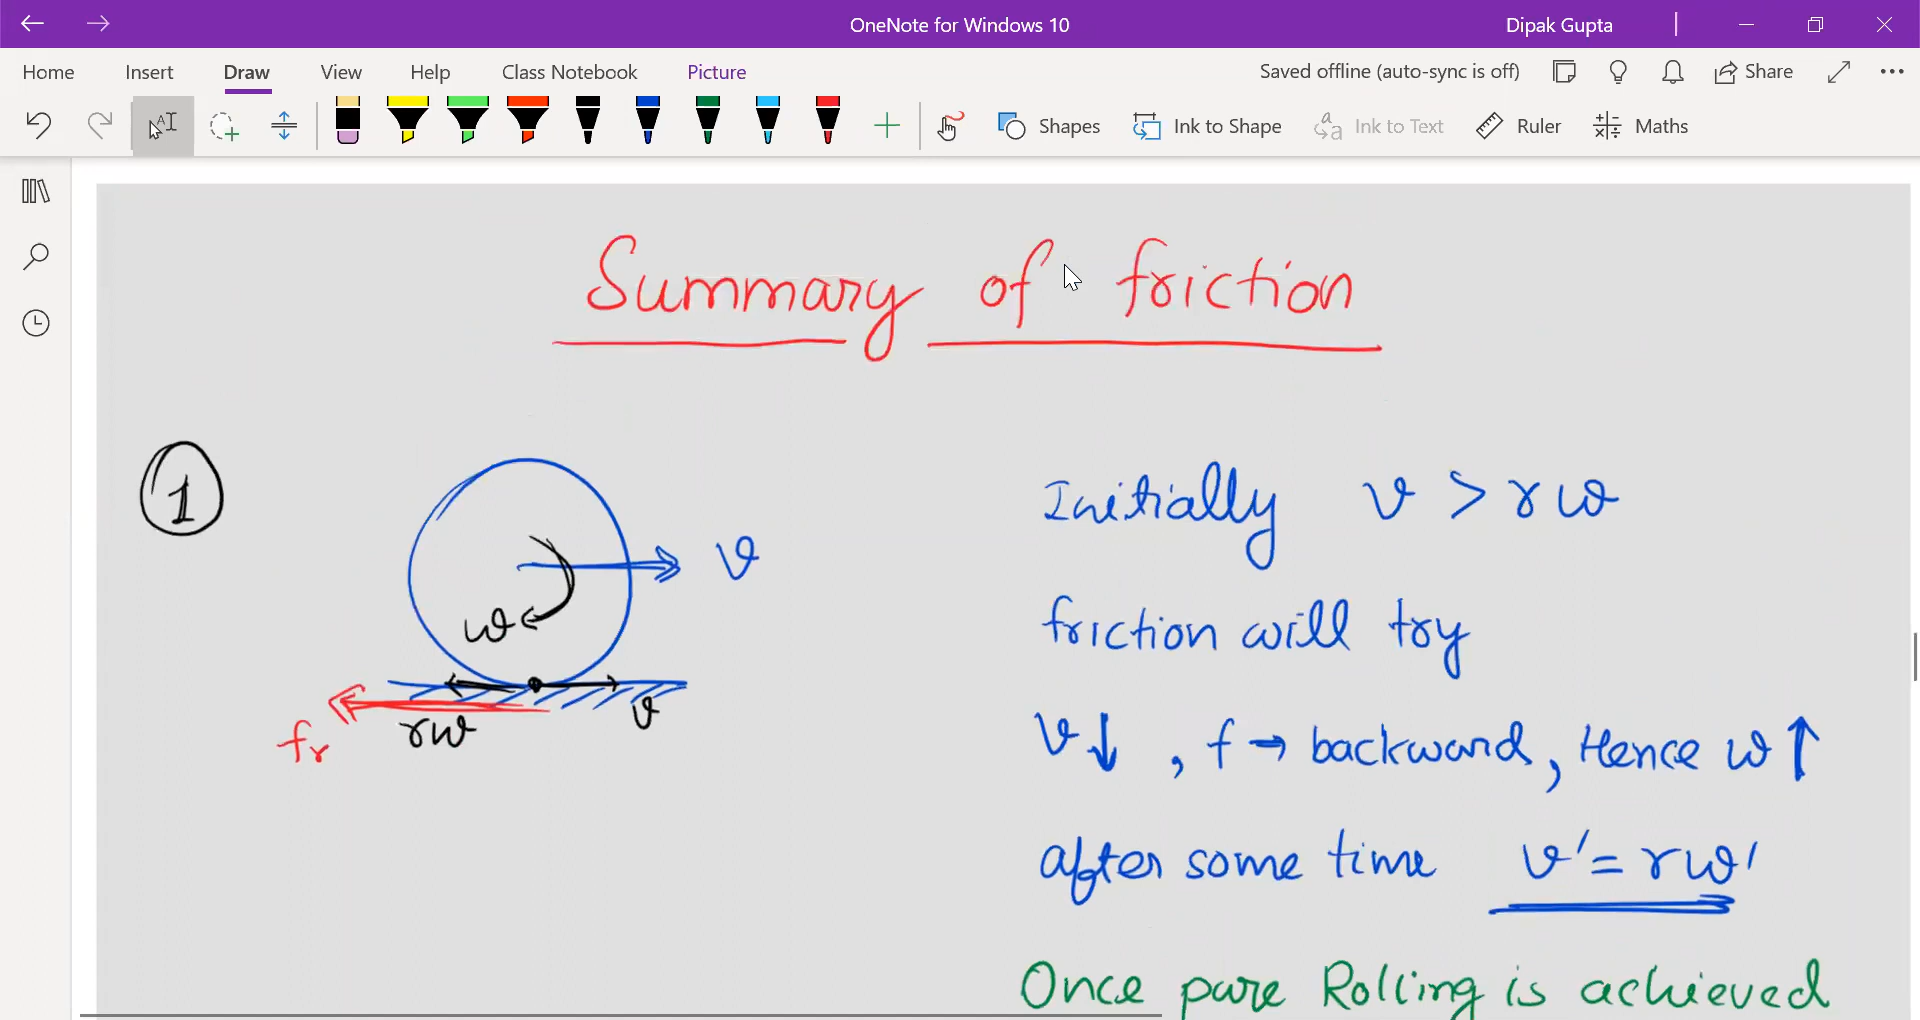 OneNote for Windows 10
Dipak Gupta
Home Insert Draw View Help Class Notebook Picture
Saved offline (auto-sync is off) Share
Shapes Ink to Shape Ink to Text Ruler Maths
Summary of friction
1
v
ω
fr
rω
v
Initially v > rω
friction will try
v↓, f → backward, Hence ω↑
after some time v' = rω'
Once pure Rolling is achieved